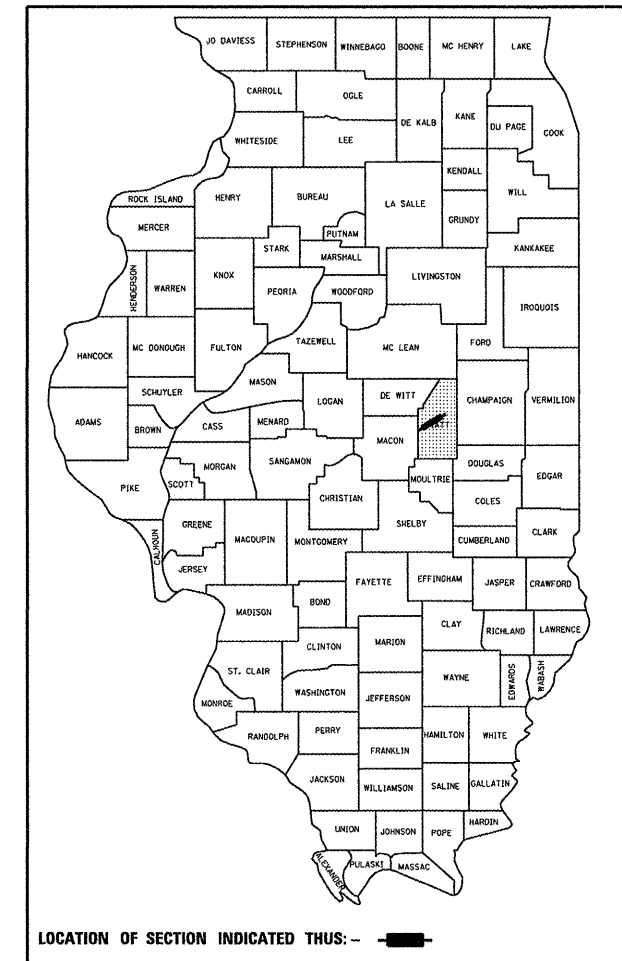 JO DAVIESS STEPHENSON WINNEBAGO BOONE MC HENRY LAKE
CARROLL OGLE
DE KALB KANE DU PAGE COOK
WHITESIDE LEE
KENDALL WILL
ROCK ISLAND HENRY BUREAU LA SALLE
MERCER PUTNAM GRUNDY
STARK MARSHALL KANKAKEE
HENDERSON WARREN KNOX LIVINGSTON
PEORIA WOODFORD IROQUOIS
TAZEWELL MC LEAN FORD
HANCOCK MC DONOUGH FULTON
MASON
SCHUYLER LOGAN DE WITT CHAMPAIGN VERMILION
ADAMS BROWN CASS MENARD MACON
MORGAN SANGAMON DOUGLAS
PIKE SCOTT MOULTRIE EDGAR
CHRISTIAN COLES
GREENE SHELBY
CALHOUN MACOUPIN MONTGOMERY CUMBERLAND CLARK
JERSEY
FAYETTE EFFINGHAM JASPER CRAWFORD
MADISON BOND
CLAY RICHLAND LAWRENCE
CLINTON MARION
ST. CLAIR WAYNE EDWARDS WABASH
WASHINGTON JEFFERSON
MONROE
RANDOLPH PERRY HAMILTON WHITE
FRANKLIN
JACKSON WILLIAMSON SALINE GALLATIN
UNION JOHNSON POPE HARDIN
ALEXANDER PULASKI MASSAC
LOCATION OF SECTION INDICATED THUS: –